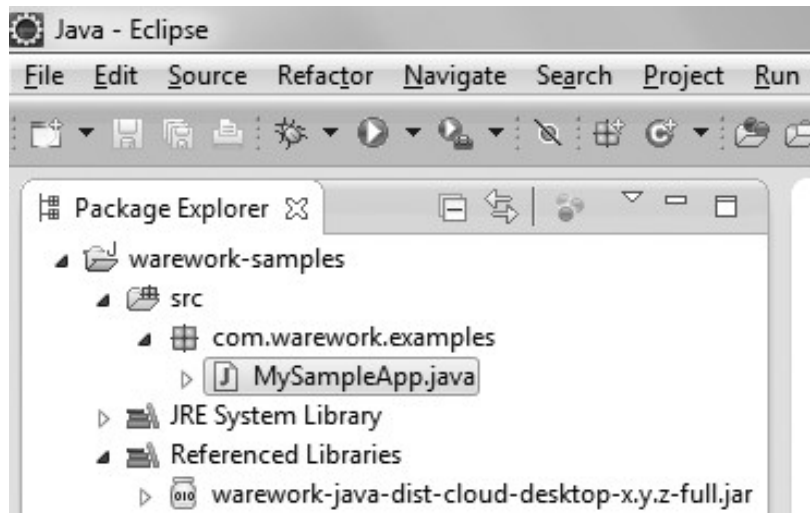 Java - Eclipse
File Edit Source Refactor Navigate Search Project Run
Package Explorer
warework-samples
src
com.warework.examples
J MySampleApp.java
JRE System Library
Referenced Libraries
010 warework-java-dist-cloud-desktop-x.y.z-full.jar